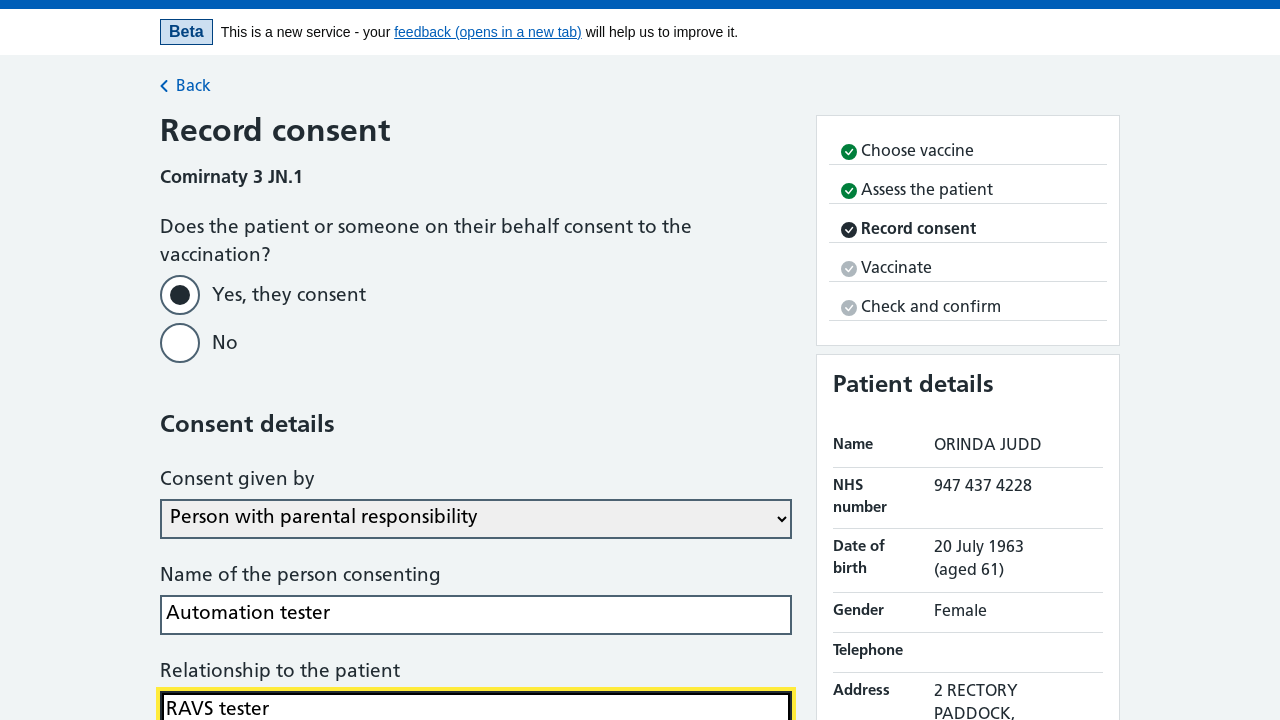 Beta This is a new service - your feedback (opens in a new tab) will help us to improve it.
Back
Record consent
Comirnaty 3 JN.1
Does the patient or someone on their behalf consent to the
vaccination?
Yes, they consent
No
Consent details
Consent given by
Person with parental responsibility
Name of the person consenting
Automation tester
Relationship to the patient
RAVS tester
Choose vaccine
Assess the patient
Record consent
Vaccinate
Check and confirm
Patient details
Name ORINDA JUDD
NHS number 947 437 4228
Date of birth 20 July 1963 (aged 61)
Gender Female
Telephone
Address 2 RECTORY
PADDOCK,